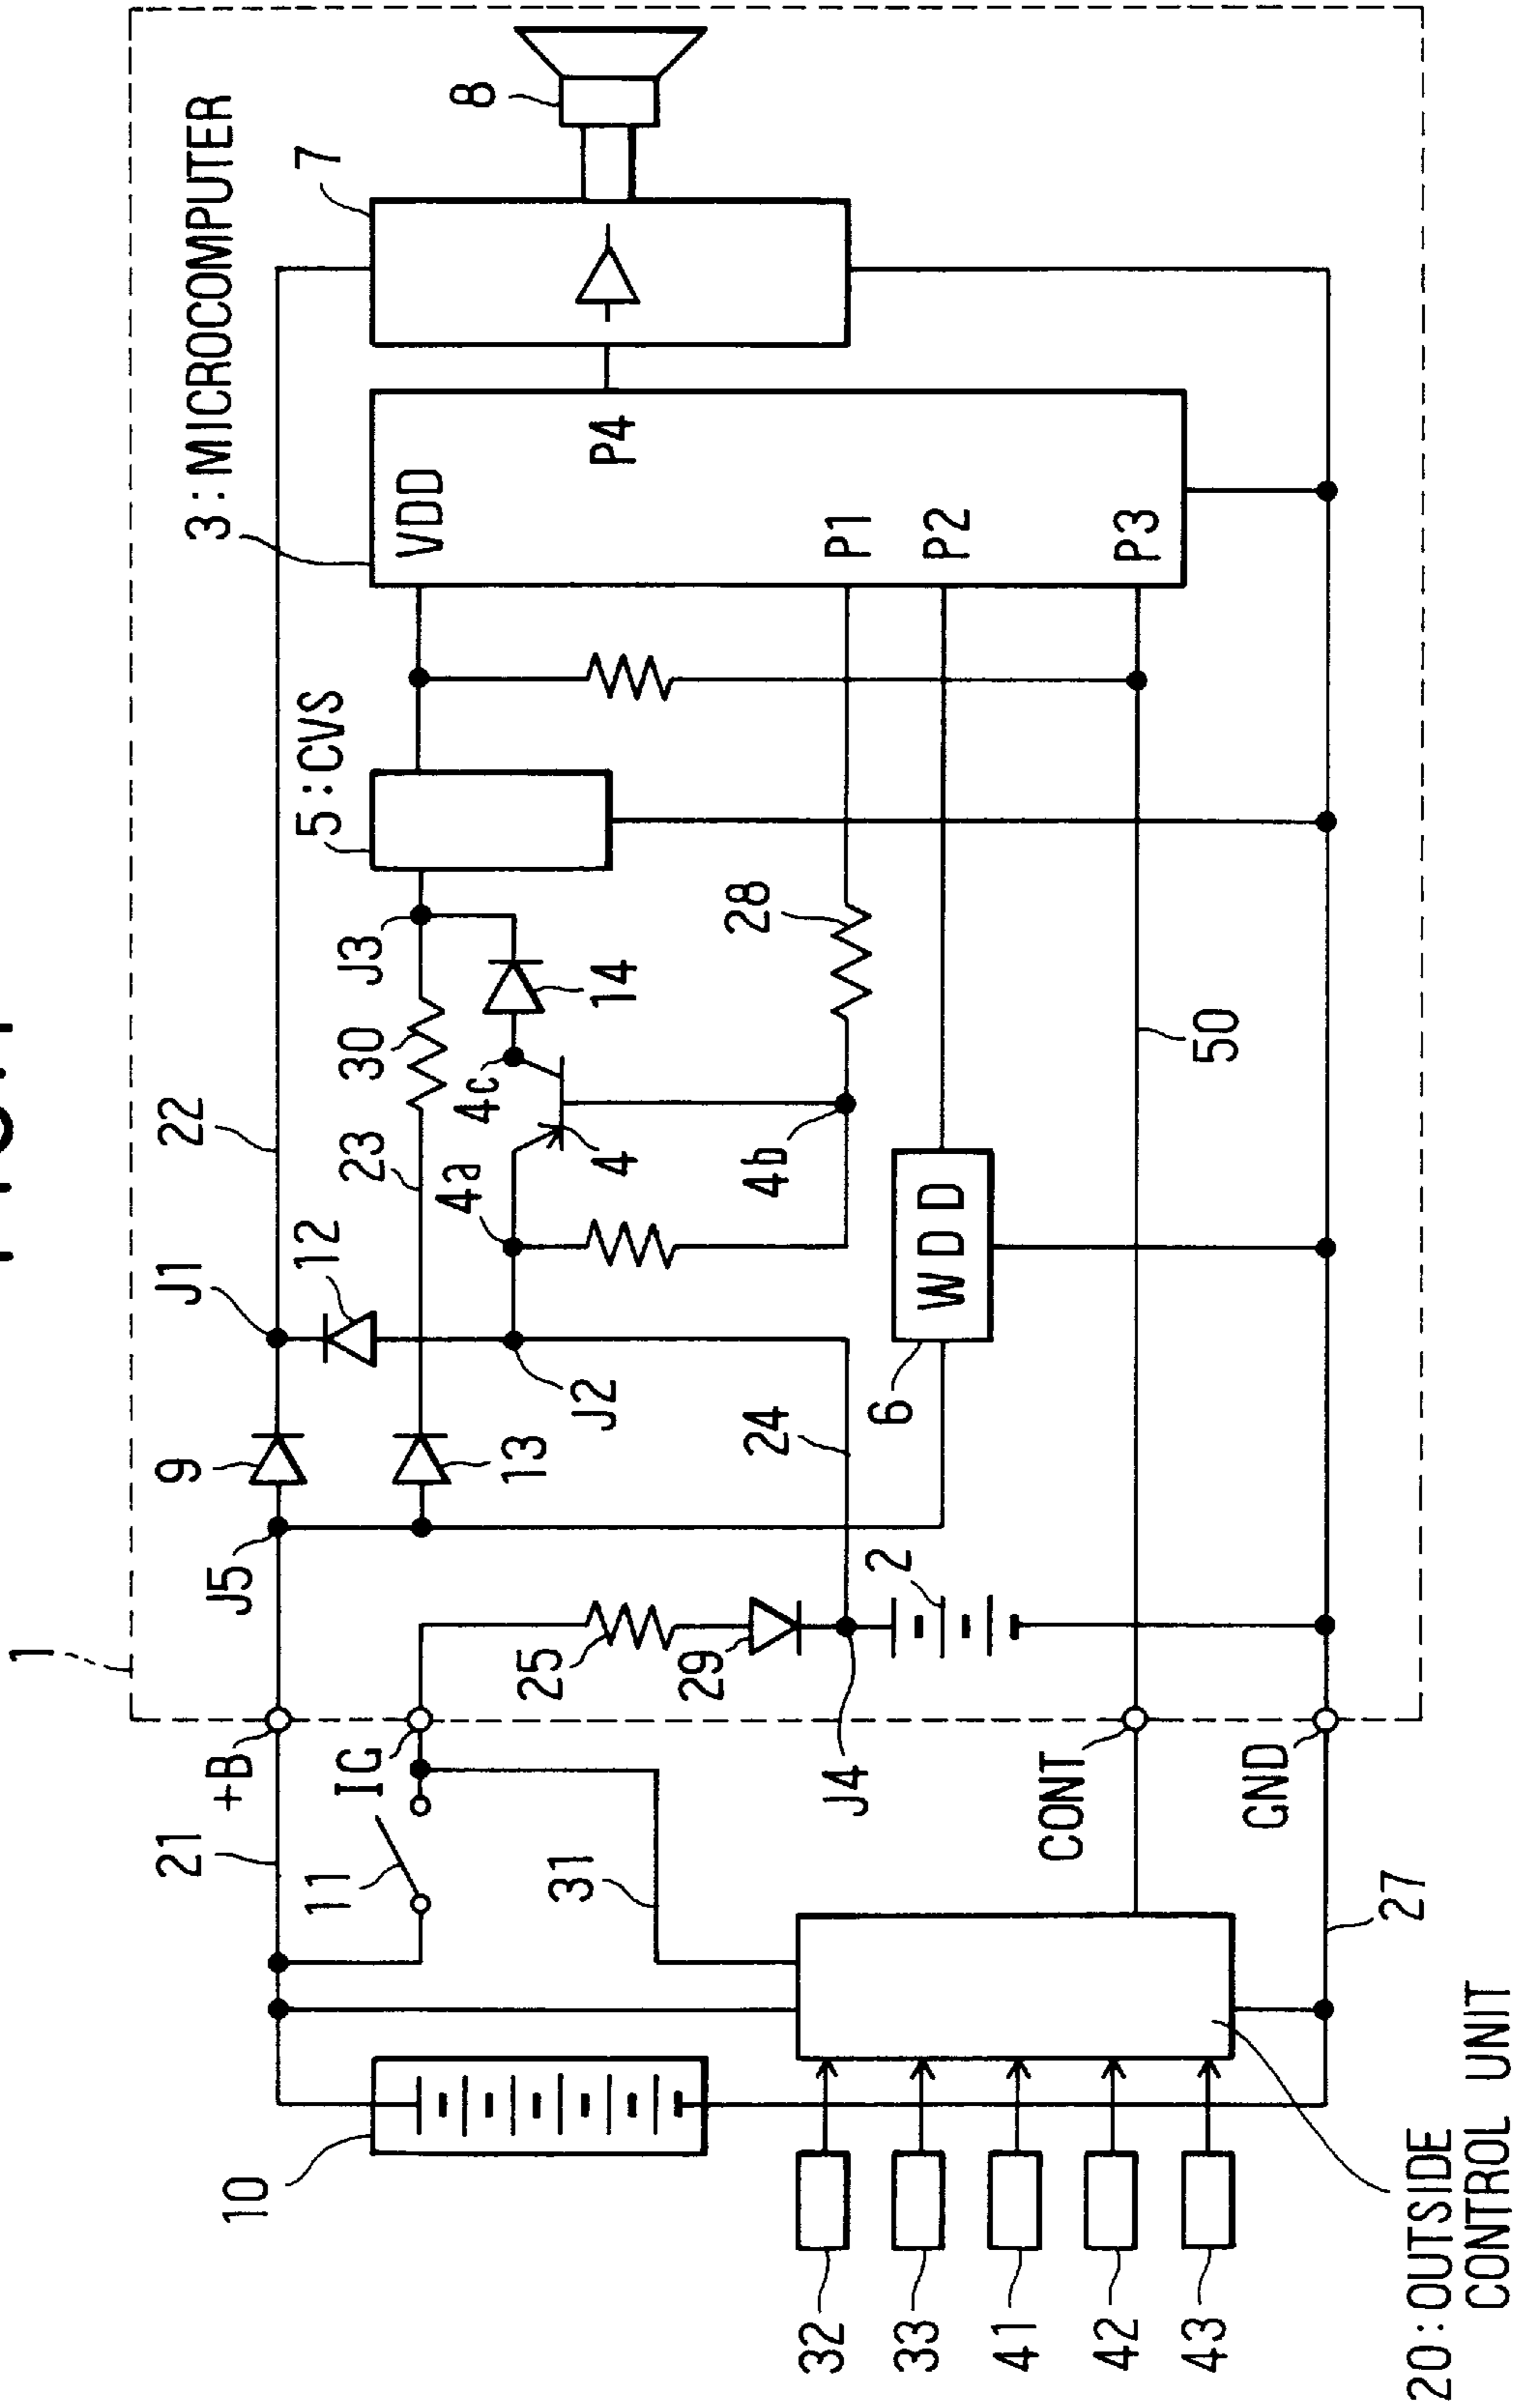 1
3:MICROCOMPUTER
7
8
22
J1
12
9
J5
+B
21
5:CVS
J3
30
23
VDD
P4
14
4c
4
4a
J2
13
IG
11
10
P1
P2
P3
28
4b
WDD
6
24
2
25
29
J4
31
50
CONT
GND
27
32
33
41
42
43
20:OUTSIDE
CONTROL UNIT